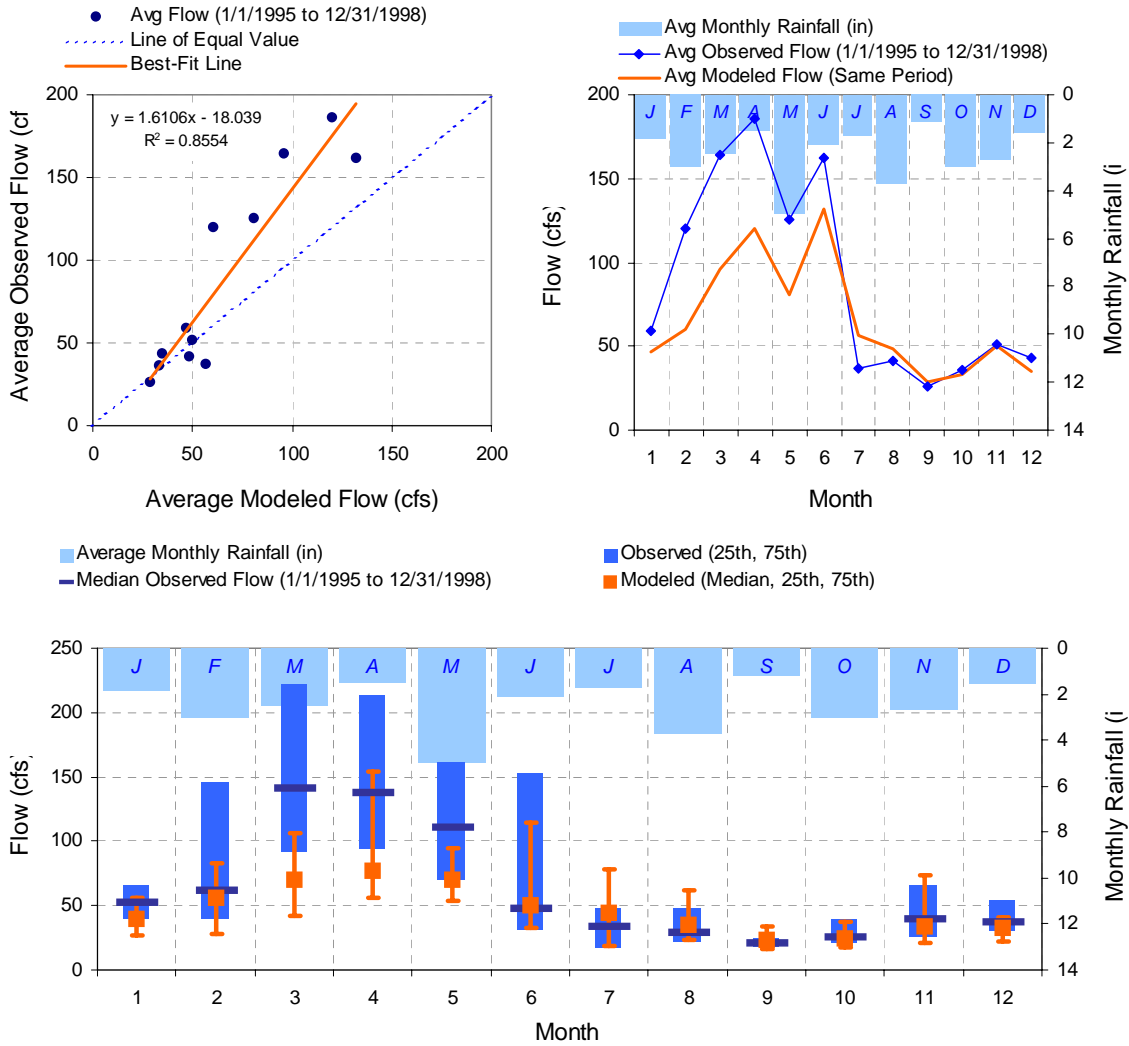 Avg Flow (1/1/1995 to 12/31/1998)
Line of Equal Value
Best-Fit Line
200
150
100
50
0
y = 1.6106x - 18.039
R² = 0.8554
0 50 100 150 200
Average Observed Flow (cf
Average Modeled Flow (cfs)
Avg Monthly Rainfall (in)
Avg Observed Flow (1/1/1995 to 12/31/1998)
Avg Modeled Flow (Same Period)
J F M A M J J A S O N D
200
150
100
50
0
Flow (cfs)
0
2
4
6
8
10
12
14
Monthly Rainfall (i
1 2 3 4 5 6 7 8 9 10 11 12
Month
Average Monthly Rainfall (in)
Median Observed Flow (1/1/1995 to 12/31/1998)
Observed (25th, 75th)
Modeled (Median, 25th, 75th)
J F M A M J J A S O N D
250
200
150
100
50
0
Flow (cfs)
0
2
4
6
8
10
12
14
Monthly Rainfall (i
1 2 3 4 5 6 7 8 9 10 11 12
Month